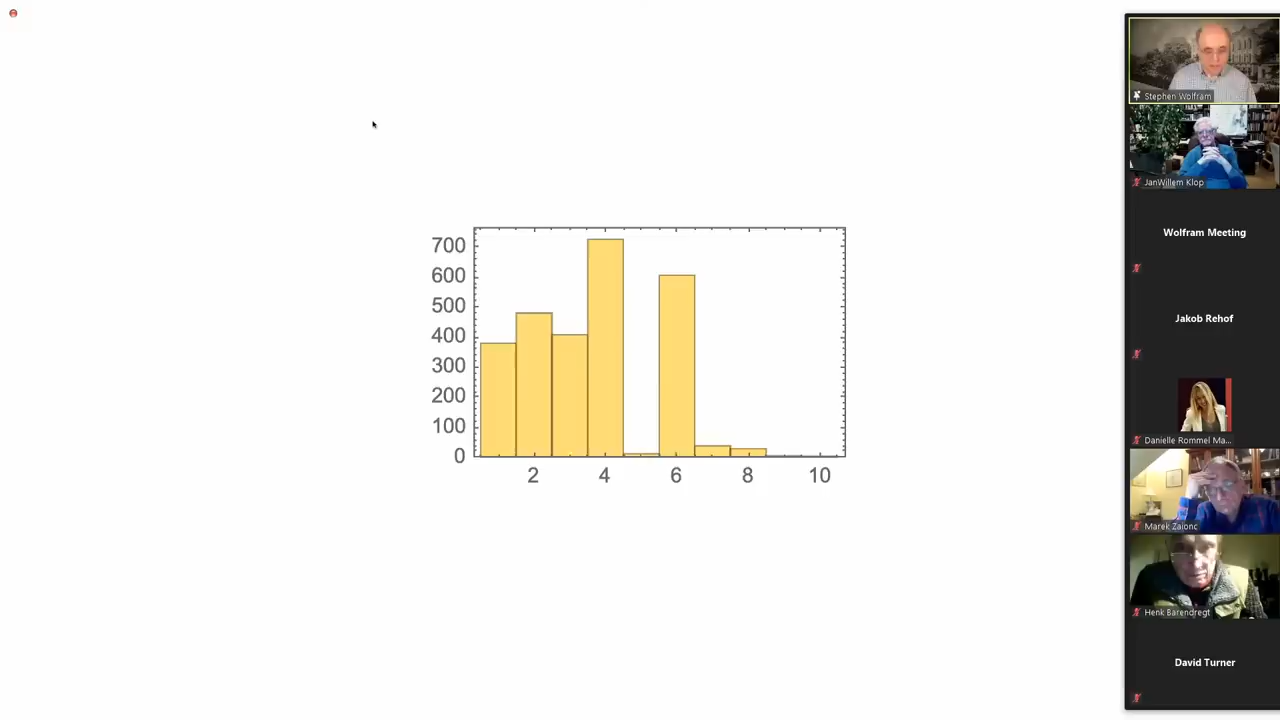 700
600
500
400
300
200
100
0
2 4 6 8 10
Stephen Wolfram
JanWillem Klop
Wolfram Meeting
Jakob Rehof
Danielle Rommel Ma...
Marek Zaionc
Henk Barendregt
David Turner